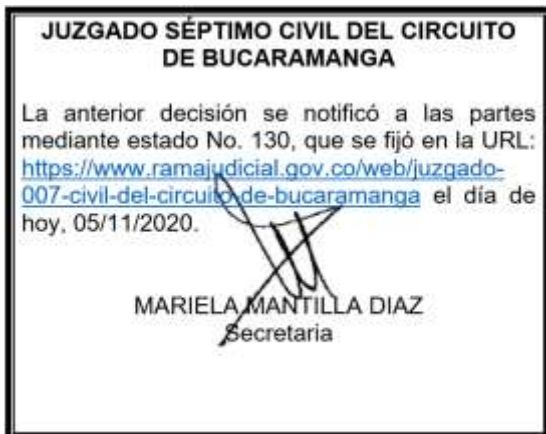 JUZGADO SÉPTIMO CIVIL DEL CIRCUITO
DE BUCARAMANGA
La anterior decisión se notificó a las partes
mediante estado No. 130, que se fijó en la URL:
https://www.ramajudicial.gov.co/web/juzgado-
007-civil-del-circuito-de-bucaramanga el día de
hoy, 05/11/2020.
MARIELA MANTILLA DIAZ
Secretaria